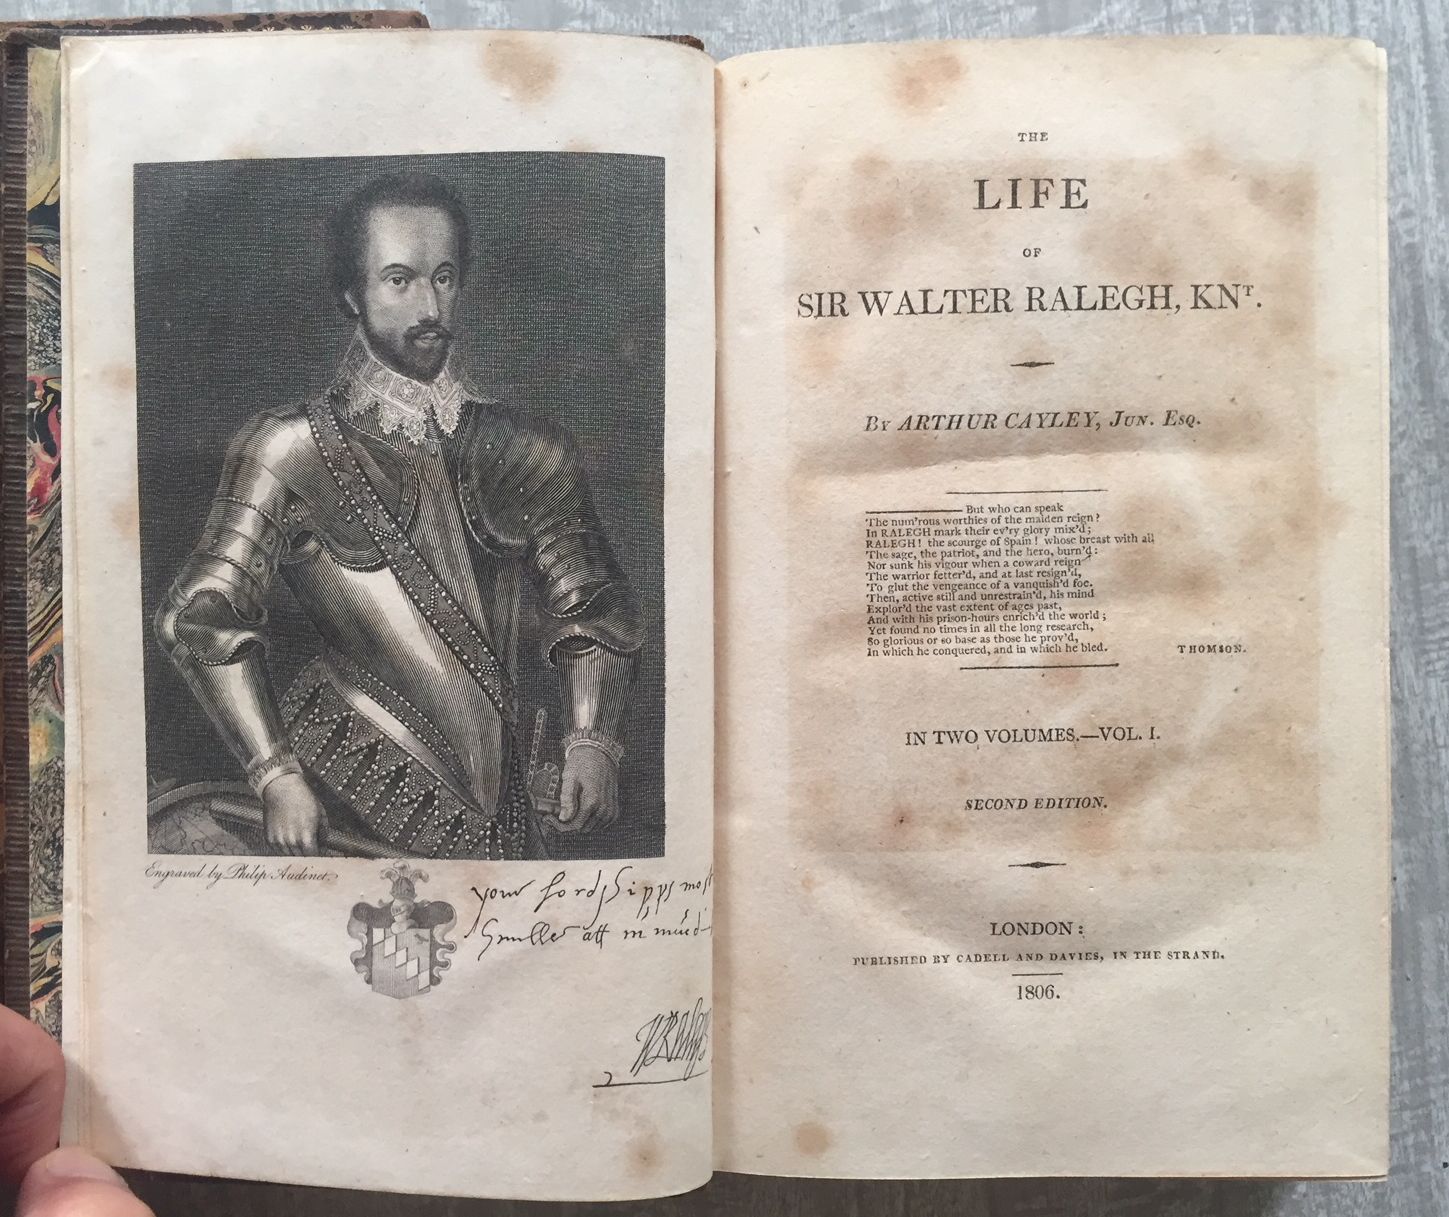 Engraved by Philip Audinet.
your Lordshipps most
humble att
WRalegh
THE
LIFE
OF
SIR WALTER RALEGH, KNT.
By ARTHUR CAYLEY, Jun. Esq.
But who can speak
The num'rous worthies of the maiden reign?
In RALEGH mark their ev'ry glory mix'd;
RALEGH! the scourge of Spain! whose breast with all
The sage, the patriot, and the hero, burn'd:
Nor sunk his vigour when a coward reign
The warrior fetter'd, and at last resign'd,
To glut the vengeance of a vanquish'd foe.
Then, active still and unrestrain'd, his mind
Explor'd the vast extent of ages past,
And with his prison-hours enrich'd the world;
Yet found no times in all the long research,
So glorious or so base as those he prov'd,
In which he conquered, and in which he bled. THOMSON.
IN TWO VOLUMES.—VOL. I.
SECOND EDITION.
LONDON:
PUBLISHED BY CADELL AND DAVIES, IN THE STRAND.
1806.